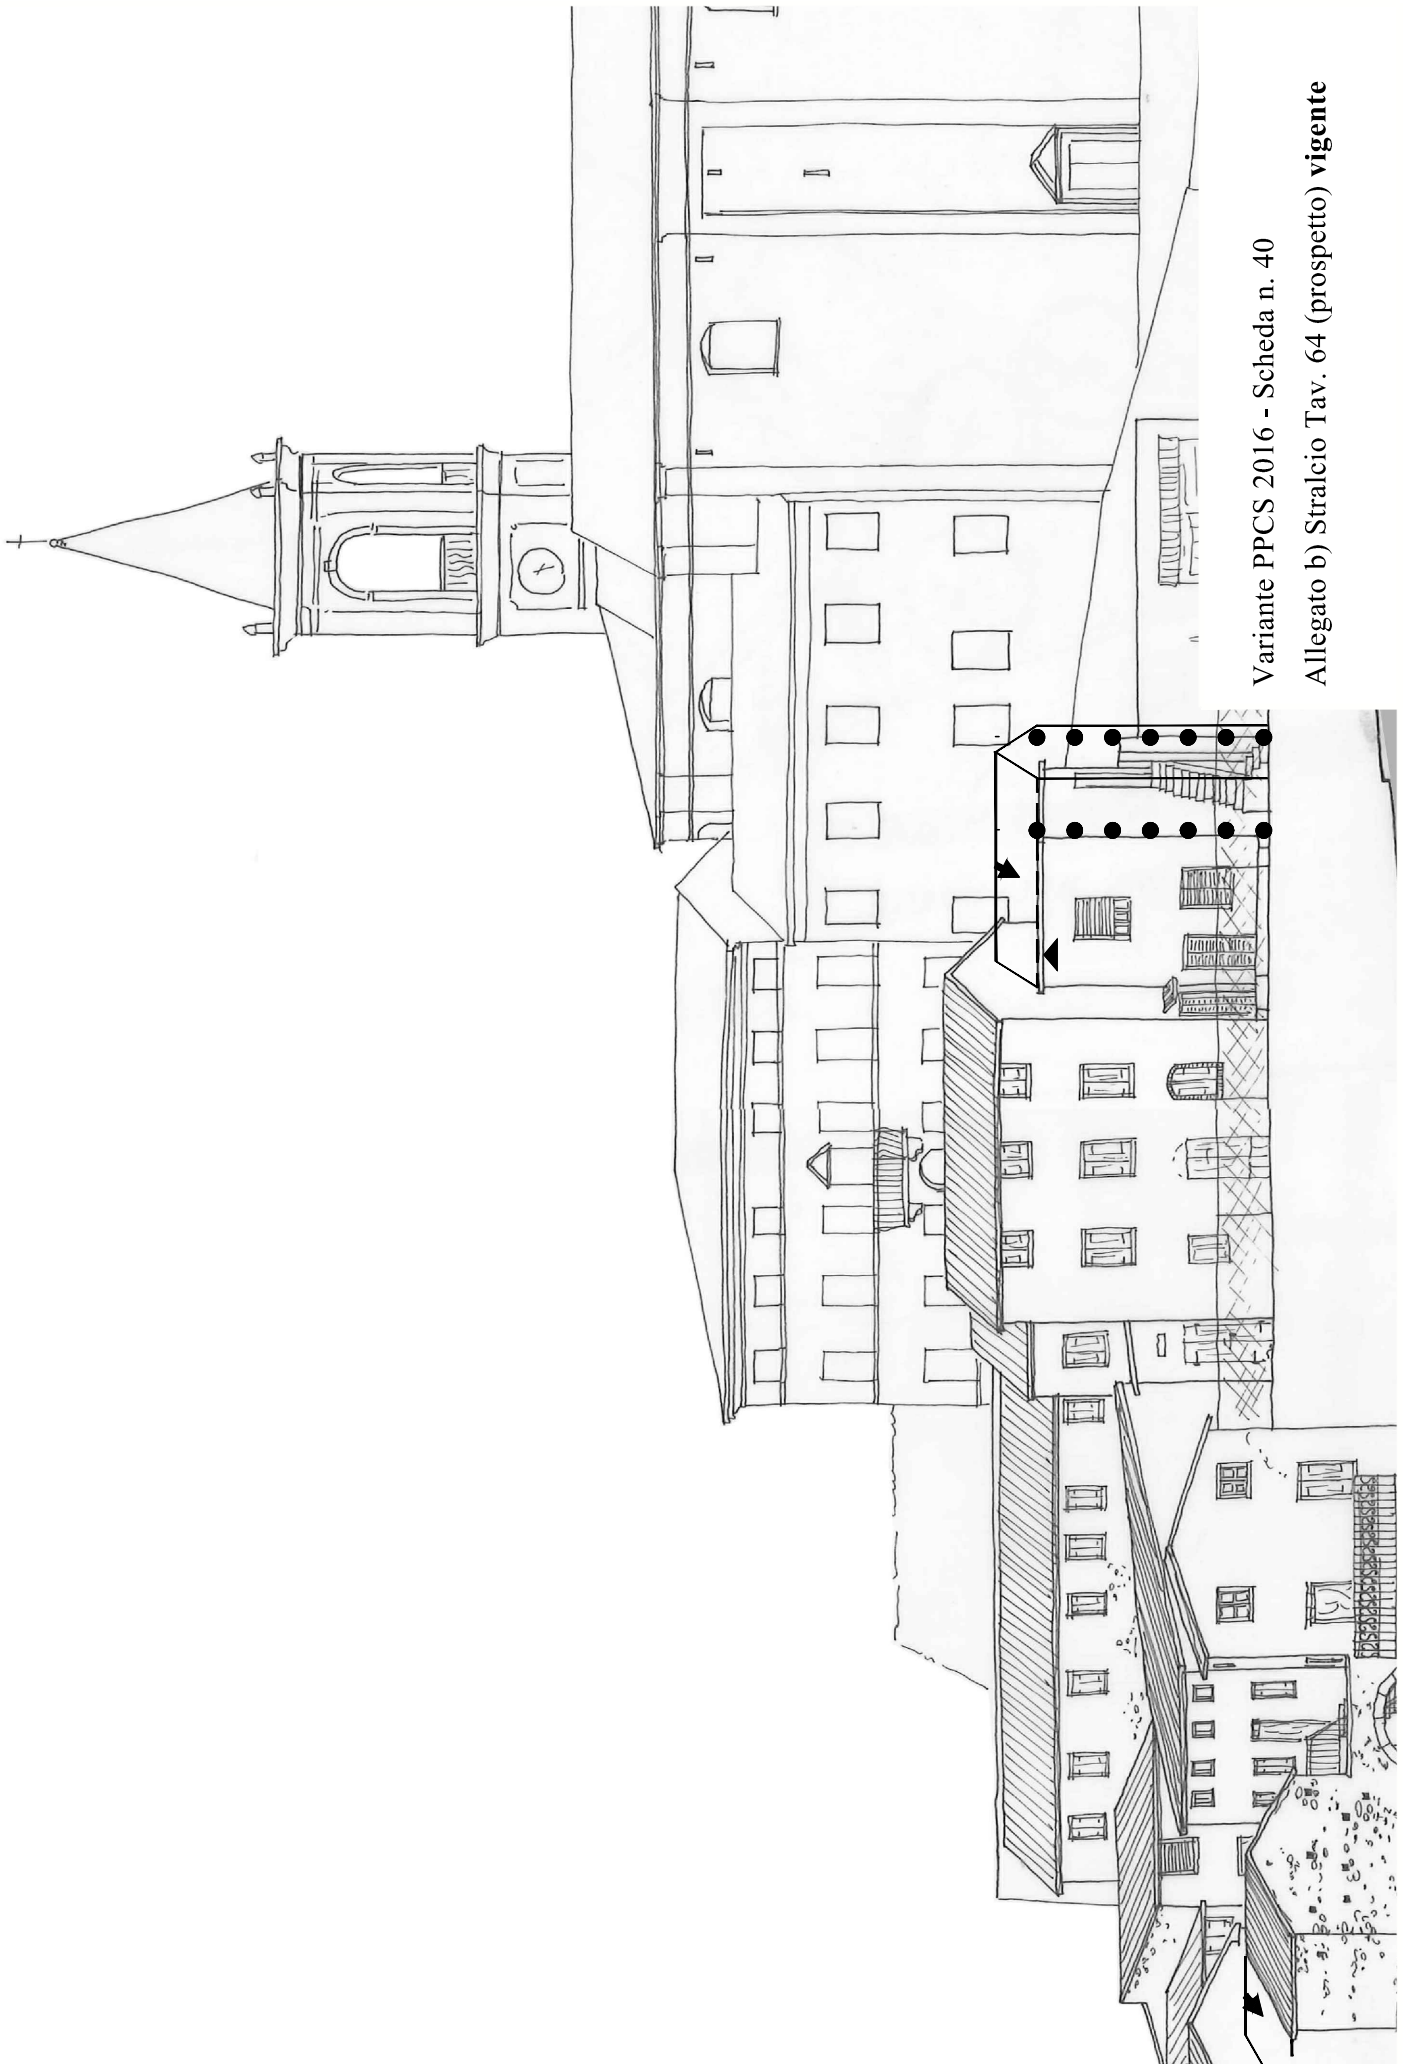 Variante PPCS 2016 - Scheda n. 40
Allegato b) Stralcio Tav. 64 (prospetto) vigente